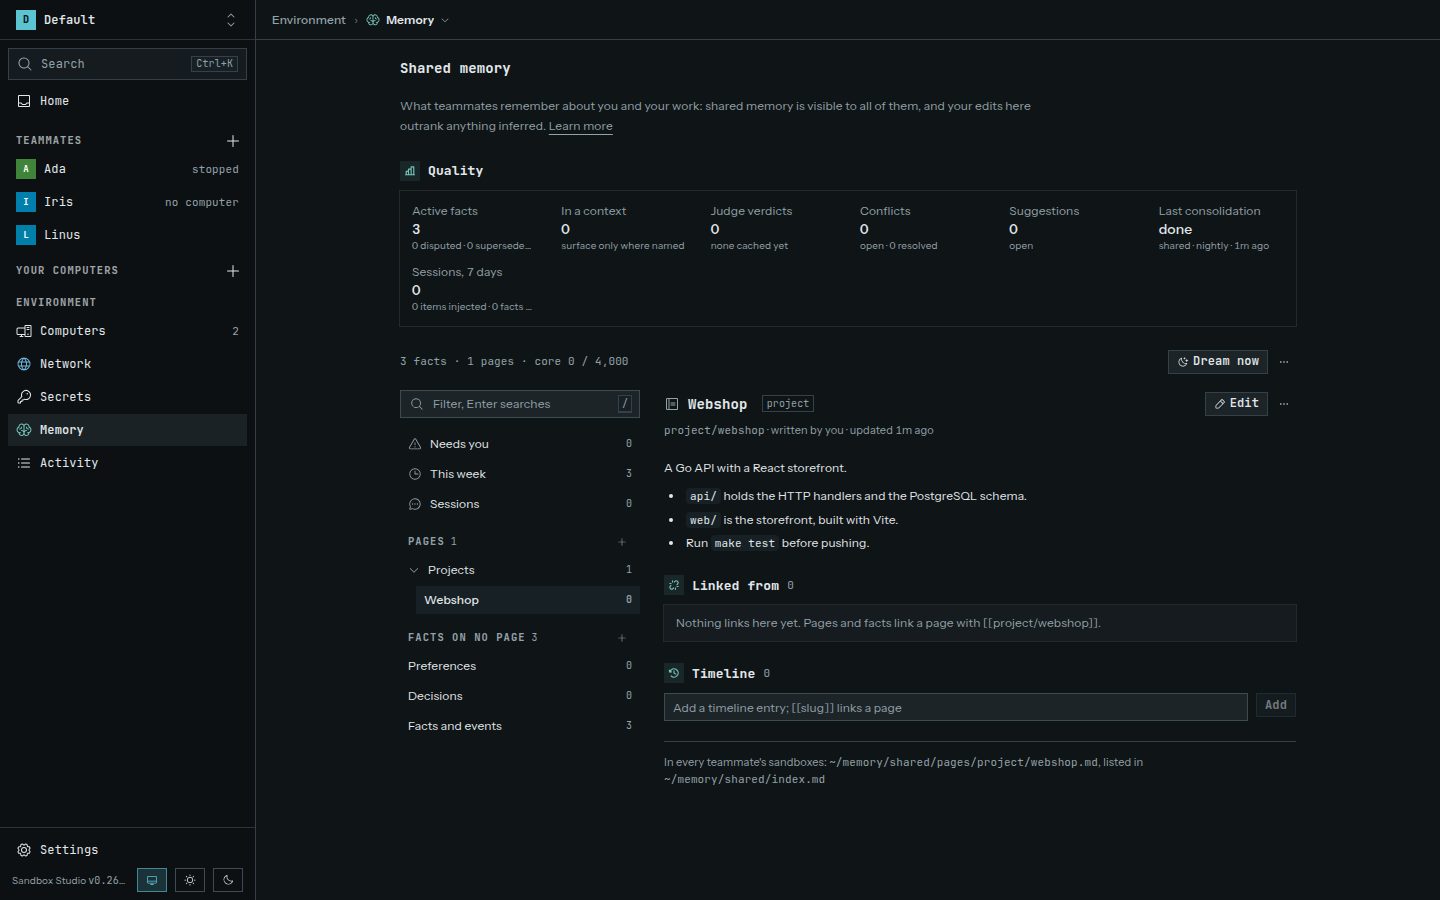 D Default
Search Ctrl+K
Home
TEAMMATES
A Ada stopped
I Iris no computer
L Linus
YOUR COMPUTERS
ENVIRONMENT
Computers 2
Network
Secrets
Memory
Activity
Settings
Sandbox Studio v0.26…
Environment › Memory
Shared memory
What teammates remember about you and your work: shared memory is visible to all of them, and your edits here
outrank anything inferred. Learn more
Quality
Active facts
3
0 disputed · 0 supersede…
In a context
0
surface only where named
Judge verdicts
0
none cached yet
Conflicts
0
open · 0 resolved
Suggestions
0
open
Last consolidation
done
shared · nightly · 1m ago
Sessions, 7 days
0
0 items injected · 0 facts …
3 facts · 1 pages · core 0 / 4,000
Dream now ···
Filter, Enter searches /
Needs you 0
This week 3
Sessions 0
PAGES 1
Projects 1
Webshop 0
FACTS ON NO PAGE 3
Preferences 0
Decisions 0
Facts and events 3
Webshop project
Edit ···
project/webshop · written by you · updated 1m ago
A Go API with a React storefront.
• api/ holds the HTTP handlers and the PostgreSQL schema.
• web/ is the storefront, built with Vite.
• Run make test before pushing.
Linked from 0
Nothing links here yet. Pages and facts link a page with [[project/webshop]].
Timeline 0
Add a timeline entry; [[slug]] links a page Add
In every teammate's sandboxes: ~/memory/shared/pages/project/webshop.md, listed in
~/memory/shared/index.md